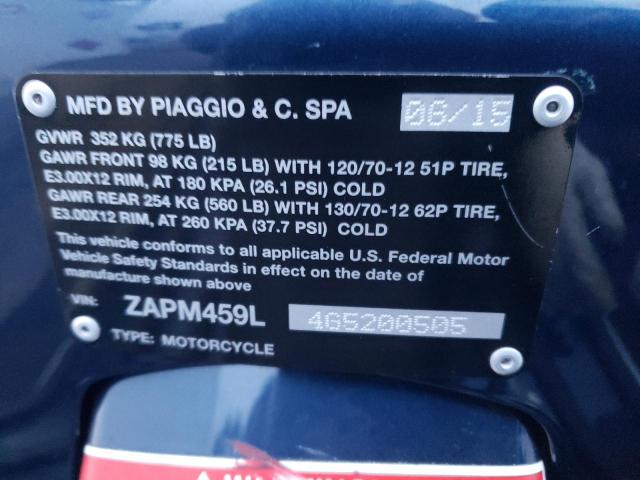 MFD BY PIAGGIO & C. SPA 06/15
GVWR 352 KG (775 LB)
GAWR FRONT 98 KG (215 LB) WITH 120/70-12 51P TIRE,
E3.00X12 RIM, AT 180 KPA (26.1 PSI) COLD
GAWR REAR 254 KG (560 LB) WITH 130/70-12 62P TIRE,
E3.00X12 RIM, AT 260 KPA (37.7 PSI) COLD
This vehicle conforms to all applicable U.S. Federal Motor
Vehicle Safety Standards in effect on the date of
manufacture shown above
VIN: ZAPM459L 465200505
TYPE: MOTORCYCLE